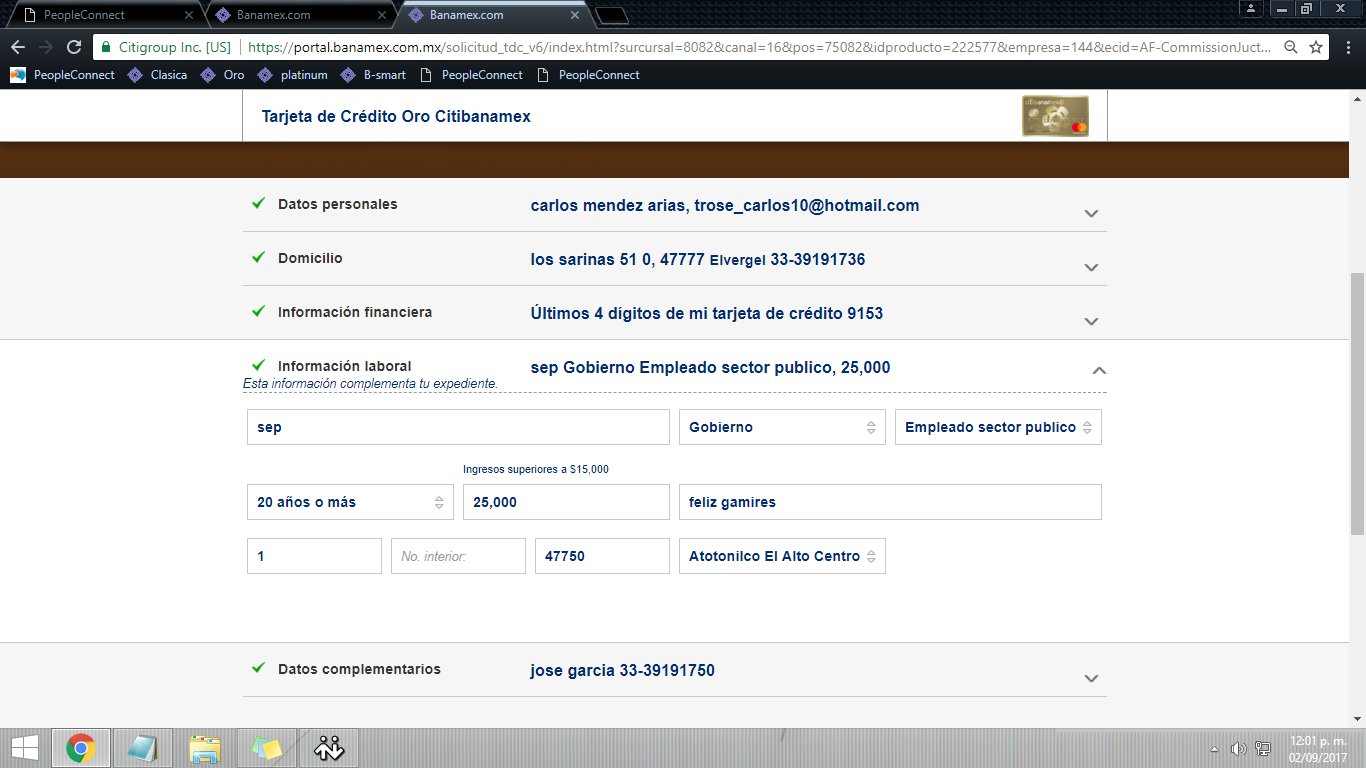 PeopleConnect
Banamex.com
Banamex.com
Citigroup Inc. [US]
https://portal.banamex.com.mx/solicitud_tdc_v6/index.html?surcursal=8082&canal=16&pos=75082&idproducto=222577&empresa=144&ecid=AF-CommissionJuct...
PeopleConnect
Clasica
Oro
platinum
B-smart
PeopleConnect
PeopleConnect
Tarjeta de Crédito Oro Citibanamex
Datos personales
carlos mendez arias, trose_carlos10@hotmail.com
Domicilio
los sarinas 51 0, 47777 Elvergel 33-39191736
Información financiera
Últimos 4 dígitos de mi tarjeta de crédito 9153
Información laboral
sep Gobierno Empleado sector publico, 25,000
Esta información complementa tu expediente.
sep
Gobierno
Empleado sector publico
Ingresos superiores a $15,000
20 años o más
25,000
feliz gamires
1
No. interior:
47750
Atotonilco El Alto Centro
Datos complementarios
jose garcia 33-39191750
12:01 p. m.
02/09/2017